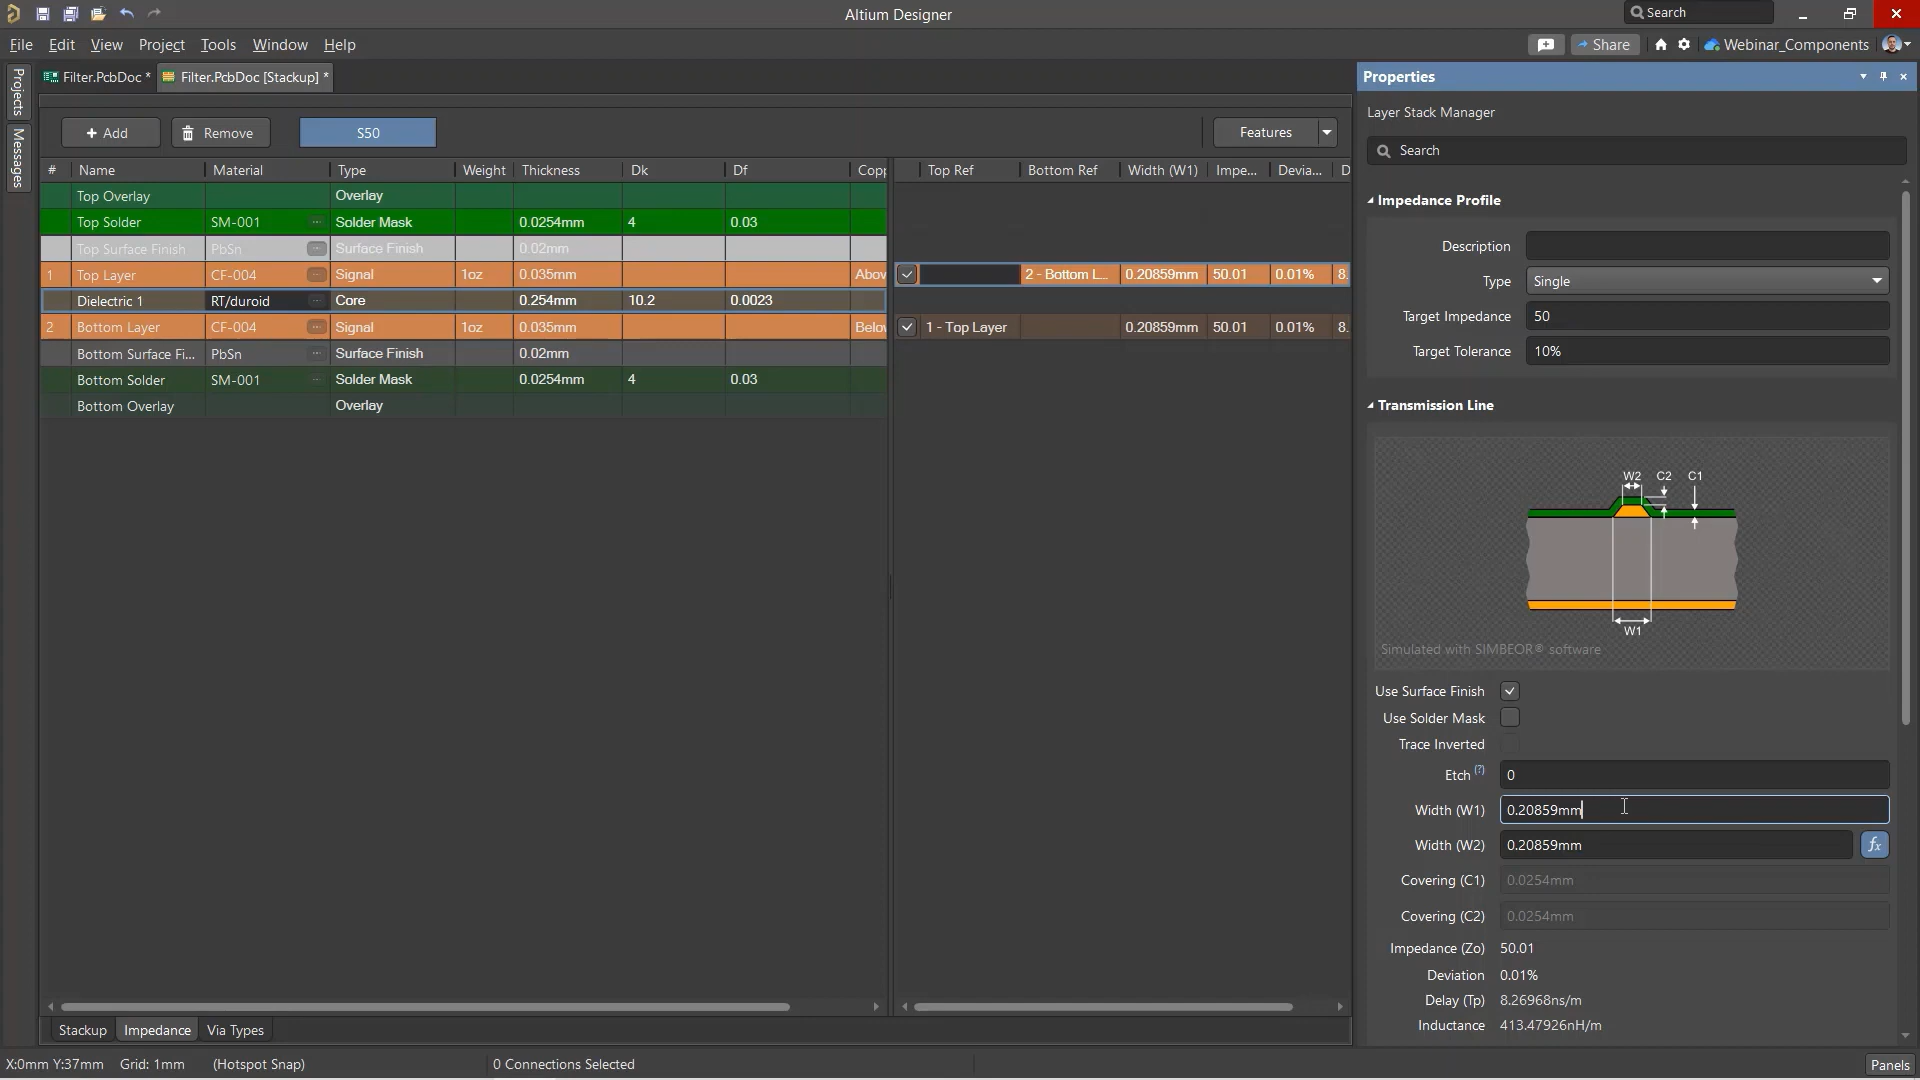 Altium Designer
Search
File Edit View Project Tools Window Help
Share Webinar_Components
Projects
Messages
Filter.PcbDoc * Filter.PcbDoc [Stackup] *
+ Add Remove S50 Features
# Name Material Type Weight Thickness Dk Df Copp Top Ref Bottom Ref Width (W1) Impe... Devia... D
Top Overlay Overlay
Top Solder SM-001 ... Solder Mask 0.0254mm 4 0.03
Top Surface Finish PbSn ... Surface Finish 0.02mm
1 Top Layer CF-004 ... Signal 1oz 0.035mm Abov 2 - Bottom L... 0.20859mm 50.01 0.01% 8.
Dielectric 1 RT/duroid ... Core 0.254mm 10.2 0.0023
2 Bottom Layer CF-004 ... Signal 1oz 0.035mm Below 1 - Top Layer 0.20859mm 50.01 0.01% 8.
Bottom Surface Fi... PbSn ... Surface Finish 0.02mm
Bottom Solder SM-001 ... Solder Mask 0.0254mm 4 0.03
Bottom Overlay Overlay
Stackup Impedance Via Types
Properties
Layer Stack Manager
Search
Impedance Profile
Description
Type Single
Target Impedance 50
Target Tolerance 10%
Transmission Line
W2 C2 C1
W1
Simulated with SIMBEOR® software
Use Surface Finish
Use Solder Mask
Trace Inverted
Etch (?) 0
Width (W1) 0.20859mm
Width (W2) 0.20859mm fx
Covering (C1) 0.0254mm
Covering (C2) 0.0254mm
Impedance (Zo) 50.01
Deviation 0.01%
Delay (Tp) 8.26968ns/m
Inductance 413.47926nH/m
X:0mm Y:37mm Grid: 1mm (Hotspot Snap) 0 Connections Selected Panels